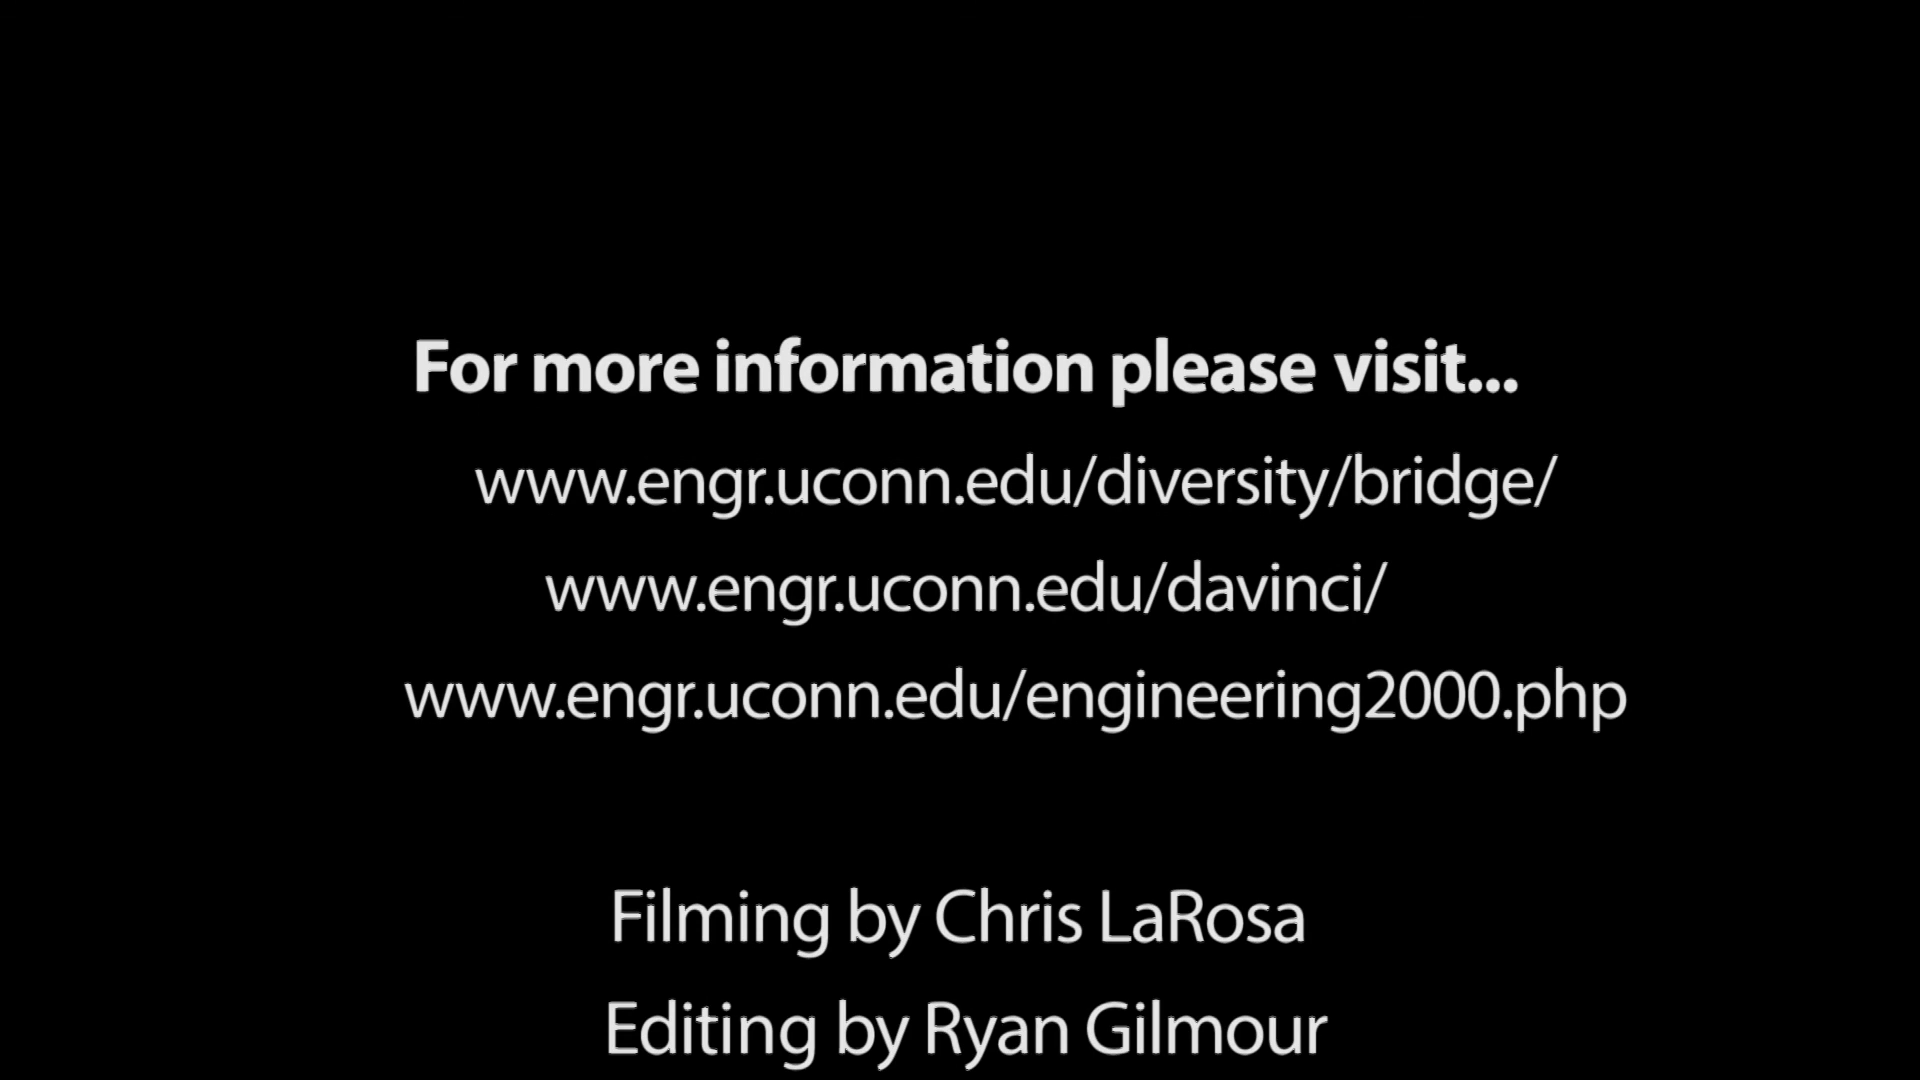 For more information please visit...
www.engr.uconn.edu/diversity/bridge/
www.engr.uconn.edu/davinci/
www.engr.uconn.edu/engineering2000.php
Filming by Chris LaRosa
Editing by Ryan Gilmour